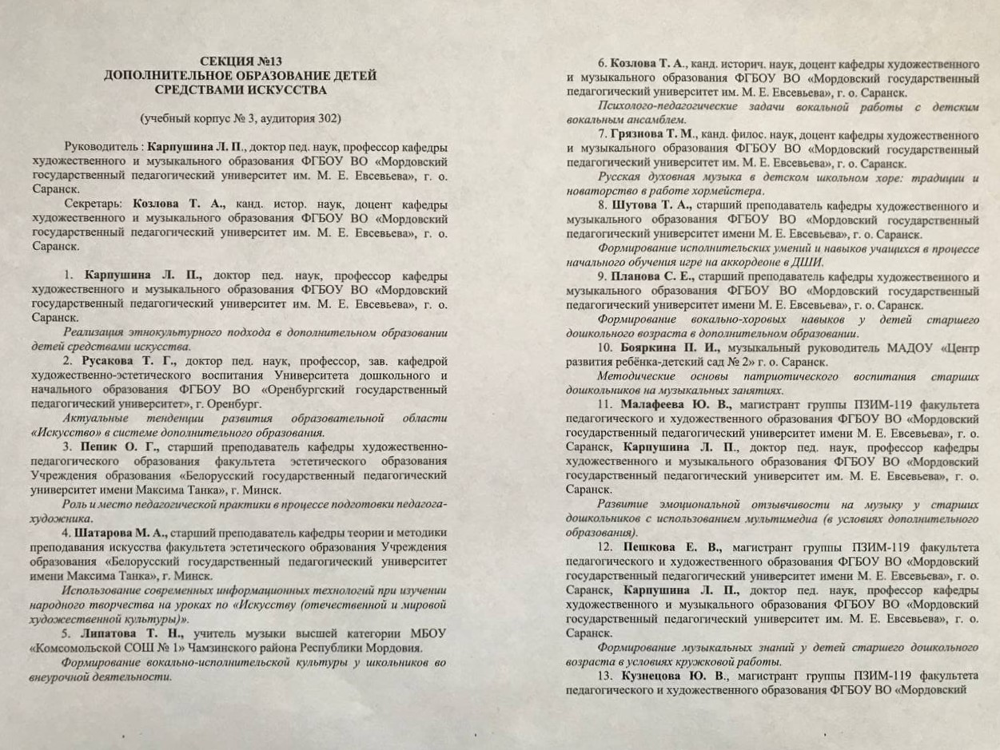 СЕКЦИЯ №13
ДОПОЛНИТЕЛЬНОЕ ОБРАЗОВАНИЕ ДЕТЕЙ
СРЕДСТВАМИ ИСКУССТВА
(учебный корпус № 3, аудитория 302)
Руководитель : Карпушина Л. П., доктор пед. наук, профессор кафедры
художественного и музыкального образования ФГБОУ ВО «Мордовский
государственный педагогический университет им. М. Е. Евсевьева», г. о.
Саранск.
Секретарь: Козлова Т. А., канд. истор. наук, доцент кафедры
художественного и музыкального образования ФГБОУ ВО «Мордовский
государственный педагогический университет им. М. Е. Евсевьева», г. о.
Саранск.
1. Карпушина Л. П., доктор пед. наук, профессор кафедры
художественного и музыкального образования ФГБОУ ВО «Мордовский
государственный педагогический университет им. М. Е. Евсевьева», г. о.
Саранск.
Реализация этнокультурного подхода в дополнительном образовании
детей средствами искусства.
2. Русакова Т. Г., доктор пед. наук, профессор, зав. кафедрой
художественно-эстетического воспитания Университета дошкольного и
начального образования ФГБОУ ВО «Оренбургский государственный
педагогический университет», г. Оренбург.
Актуальные тенденции развития образовательной области
«Искусство» в системе дополнительного образования.
3. Пепик О. Г., старший преподаватель кафедры художественно-
педагогического образования факультета эстетического образования
Учреждения образования «Белорусский государственный педагогический
университет имени Максима Танка», г. Минск.
Роль и место педагогической практики в процессе подготовки педагога-
художника.
4. Шатарова М. А., старший преподаватель кафедры теории и методики
преподавания искусства факультета эстетического образования Учреждения
образования «Белорусский государственный педагогический университет
имени Максима Танка», г. Минск.
Использование современных информационных технологий при изучении
народного творчества на уроках по «Искусству (отечественной и мировой
художественной культуры)».
5. Липатова Т. Н., учитель музыки высшей категории МБОУ
«Комсомольской СОШ № 1» Чамзинского района Республики Мордовия.
Формирование вокально-исполнительской культуры у школьников во
внеурочной деятельности.
6. Козлова Т. А., канд. историч. наук, доцент кафедры художественного
и музыкального образования ФГБОУ ВО «Мордовский государственный
педагогический университет им. М. Е. Евсевьева», г. о. Саранск.
Психолого-педагогические задачи вокальной работы с детским
вокальным ансамблем.
7. Грязнова Т. М., канд. филос. наук, доцент кафедры художественного
и музыкального образования ФГБОУ ВО «Мордовский государственный
педагогический университет им. М. Е. Евсевьева», г. о. Саранск.
Русская духовная музыка в детском школьном хоре: традиции и
новаторство в работе хормейстера.
8. Шутова Т. А., старший преподаватель кафедры художественного и
музыкального образования ФГБОУ ВО «Мордовский государственный
педагогический университет имени М. Е. Евсевьева», г. о. Саранск.
Формирование исполнительских умений и навыков учащихся в процессе
начального обучения игре на аккордеоне в ДШИ.
9. Планова С. Е., старший преподаватель кафедры художественного и
музыкального образования ФГБОУ ВО «Мордовский государственный
педагогический университет имени М. Е. Евсевьева», г. о. Саранск.
Формирование вокально-хоровых навыков у детей старшего
дошкольного возраста в дополнительном образовании.
10. Бояркина П. И., музыкальный руководитель МАДОУ «Центр
развития ребёнка-детский сад № 2» г. о. Саранск.
Методические основы патриотического воспитания старших
дошкольников на музыкальных занятиях.
11. Малафеева Ю. В., магистрант группы ПЗИМ-119 факультета
педагогического и художественного образования ФГБОУ ВО «Мордовский
государственный педагогический университет имени М. Е. Евсевьева», г. о.
Саранск, Карпушина Л. П., доктор пед. наук, профессор кафедры
художественного и музыкального образования ФГБОУ ВО «Мордовский
государственный педагогический университет им. М. Е. Евсевьева», г. о.
Саранск.
Развитие эмоциональной отзывчивости на музыку у старших
дошкольников с использованием мультимедиа (в условиях дополнительного
образования).
12. Пешкова Е. В., магистрант группы ПЗИМ-119 факультета
педагогического и художественного образования ФГБОУ ВО «Мордовский
государственный педагогический университет имени М. Е. Евсевьева», г. о.
Саранск, Карпушина Л. П., доктор пед. наук, профессор кафедры
художественного и музыкального образования ФГБОУ ВО «Мордовский
государственный педагогический университет им. М. Е. Евсевьева», г. о.
Саранск.
Формирование музыкальных знаний у детей старшего дошкольного
возраста в условиях кружковой работы.
13. Кузнецова Ю. В., магистрант группы ПЗИМ-119 факультета
педагогического и художественного образования ФГБОУ ВО «Мордовский